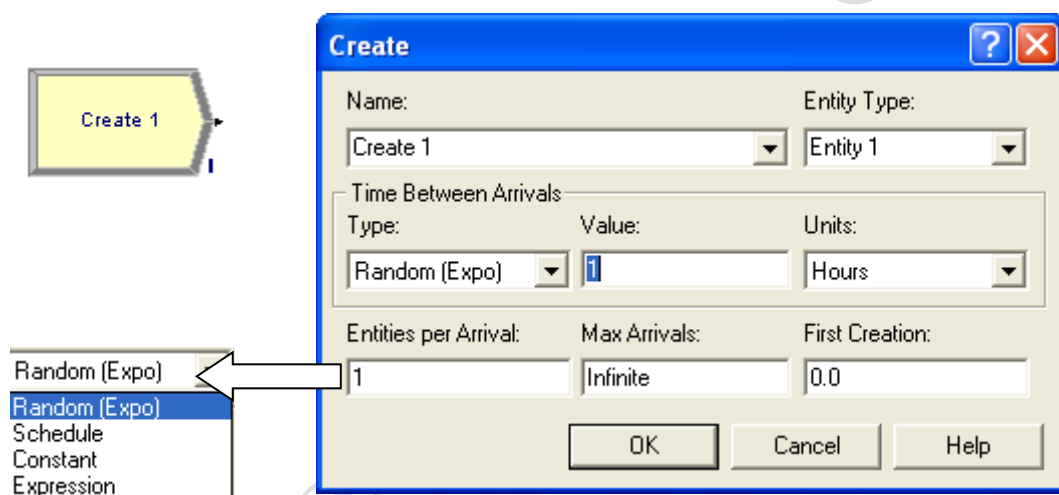 Create 1
Create
Name:
Entity Type:
Create 1
Entity 1
Time Between Arrivals
Type:
Value:
Units:
Random (Expo)
1
Hours
Entities per Arrival:
Max Arrivals:
First Creation:
1
Infinite
0.0
OK
Cancel
Help
Random (Expo)
Random (Expo)
Schedule
Constant
Expression